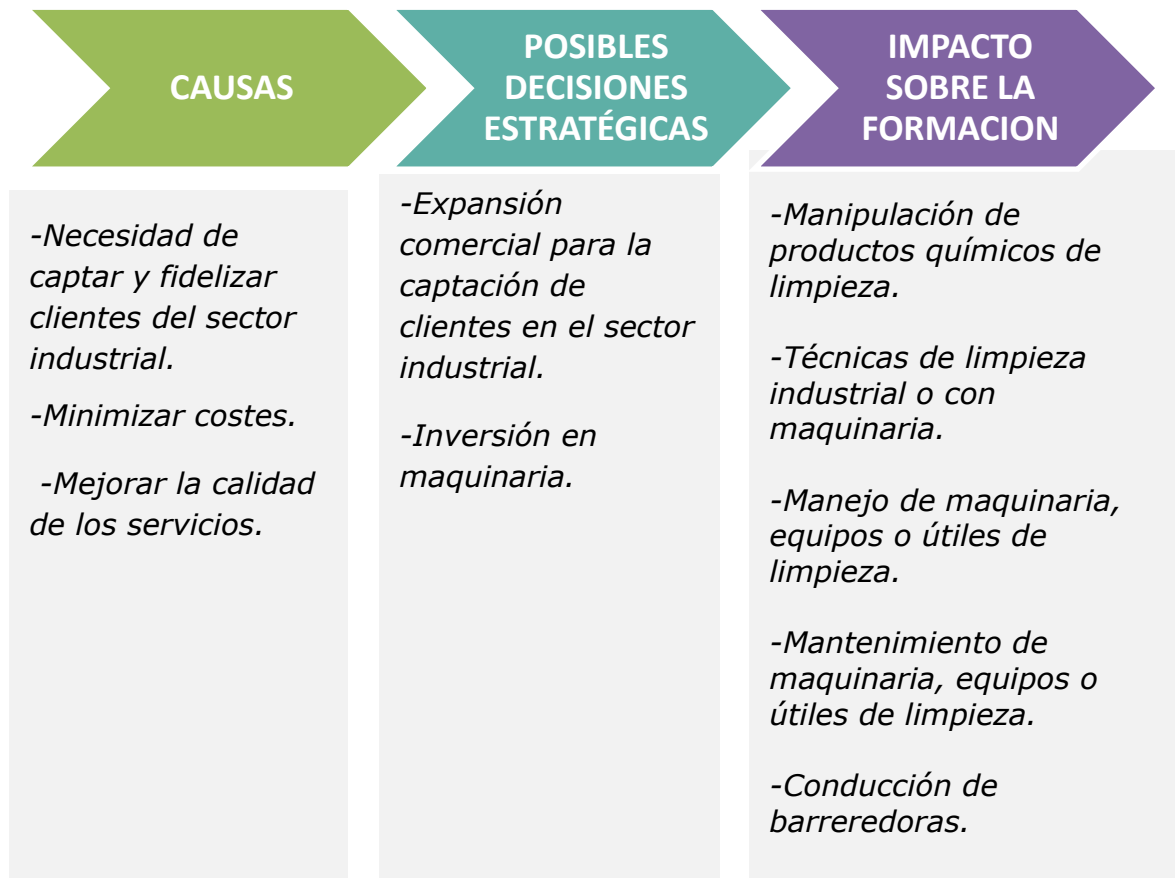 CAUSAS
POSIBLES
DECISIONES
ESTRATÉGICAS
IMPACTO
SOBRE LA
FORMACION
-Necesidad de
captar y fidelizar
clientes del sector
industrial.
-Minimizar costes.
-Mejorar la calidad
de los servicios.
-Expansión
comercial para la
captación de
clientes en el sector
industrial.
-Inversión en
maquinaria.
-Manipulación de
productos químicos de
limpieza.
-Técnicas de limpieza
industrial o con
maquinaria.
-Manejo de maquinaria,
equipos o útiles de
limpieza.
-Mantenimiento de
maquinaria, equipos o
útiles de limpieza.
-Conducción de
barreredoras.